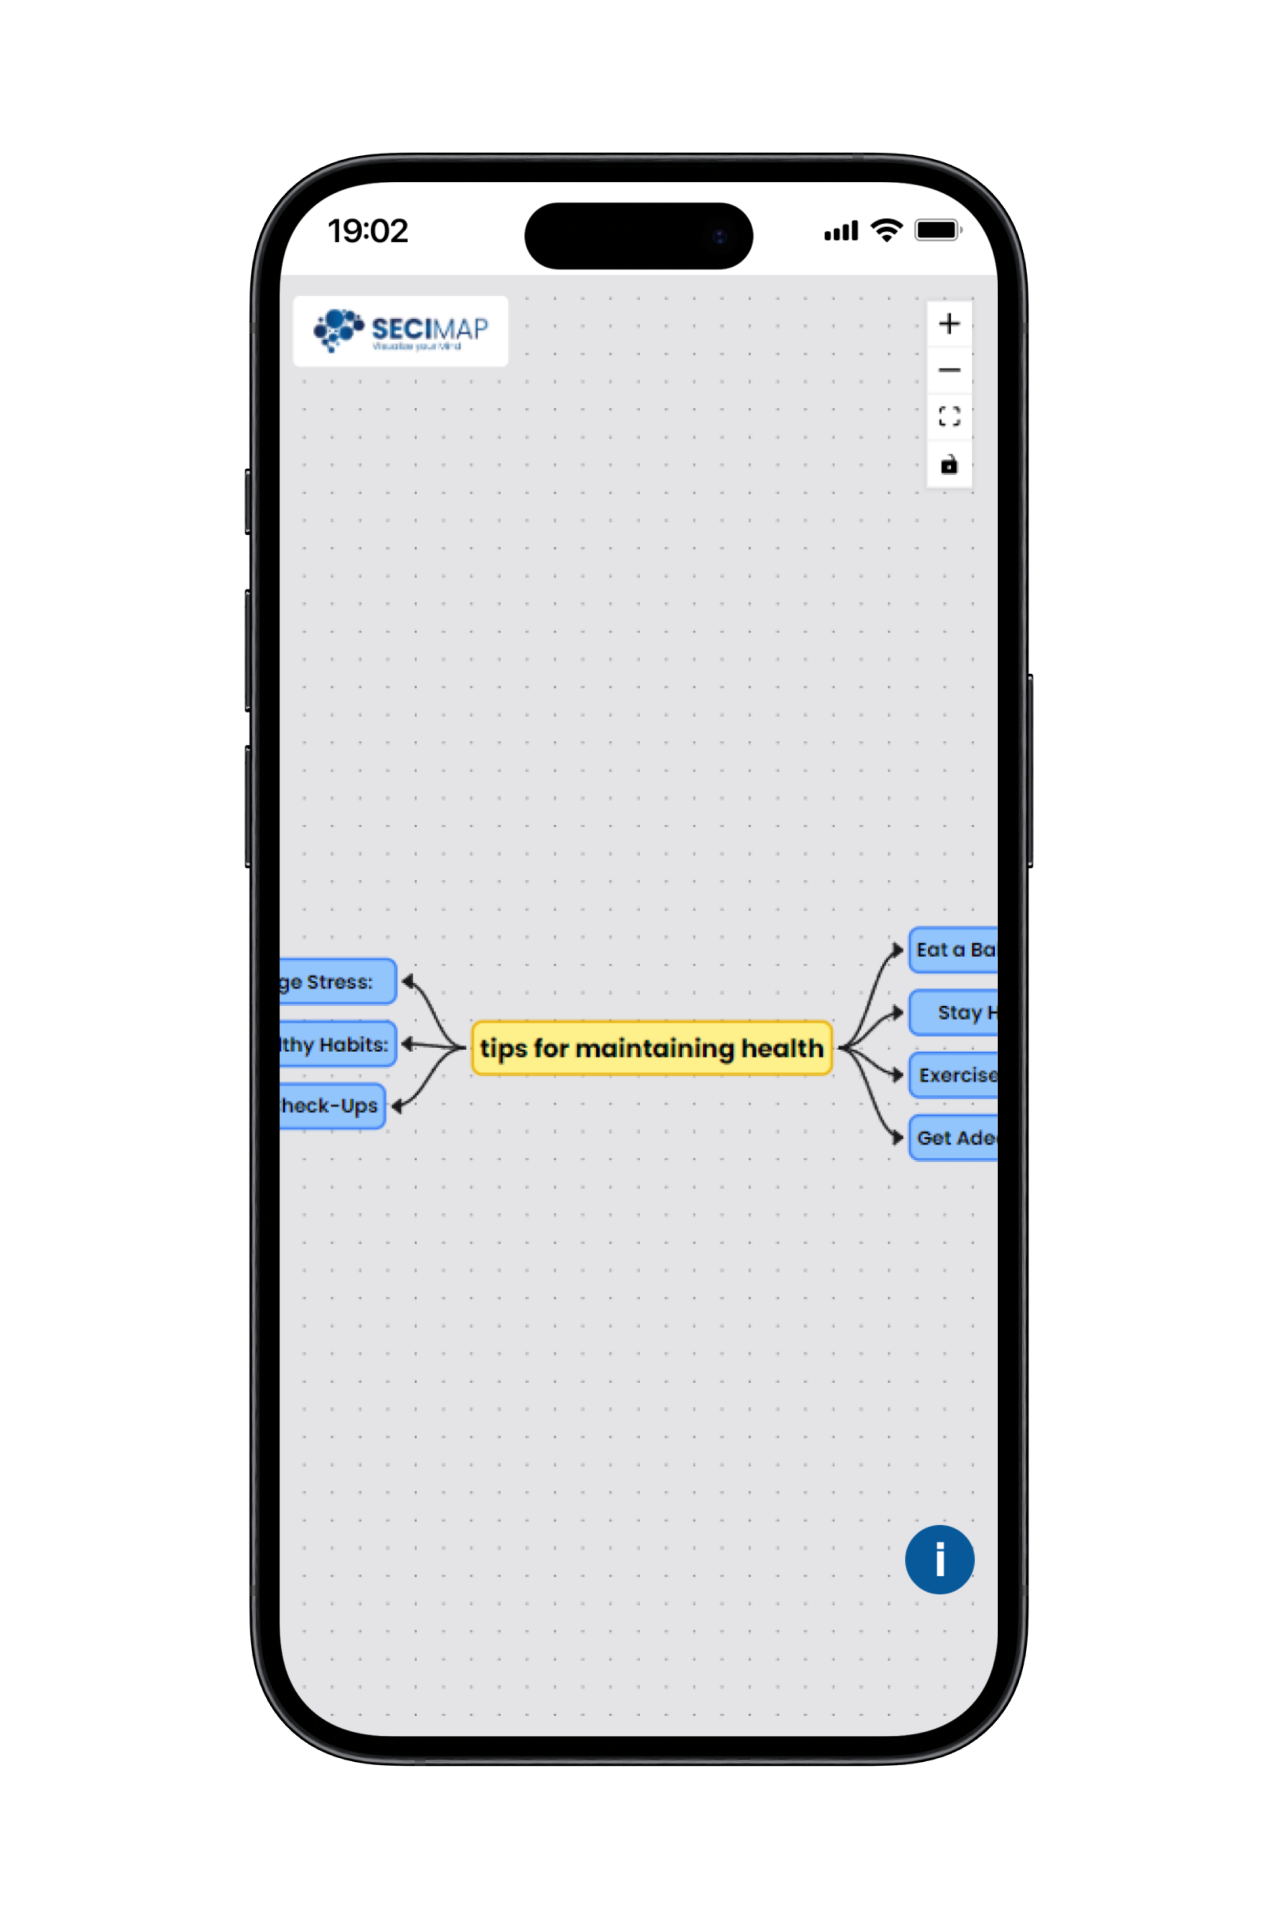 19:02
SECIMAP
Visualize your Mind
+
−
ge Stress:
lthy Habits:
heck-Ups
tips for maintaining health
Eat a Ba
Stay H
Exercise
Get Ade
i